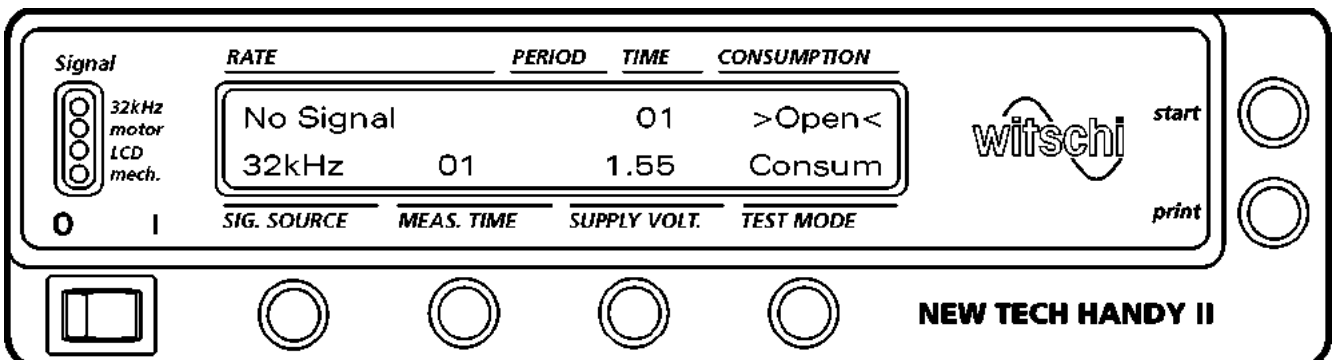 Signal
32kHz
motor
LCD
mech.
O I
RATE PERIOD TIME CONSUMPTION
No Signal 01 >Open<
32kHz 01 1.55 Consum
SIG. SOURCE MEAS. TIME SUPPLY VOLT. TEST MODE
witschi
start
print
NEW TECH HANDY II